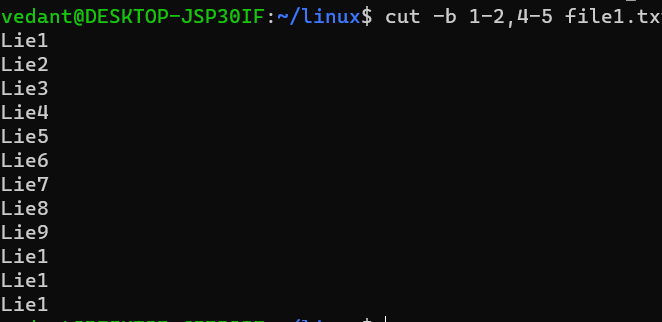 vedant@DESKTOP-JSP30IF:~/linux$ cut -b 1-2,4-5 file1.tx
Lie1
Lie2
Lie3
Lie4
Lie5
Lie6
Lie7
Lie8
Lie9
Lie1
Lie1
Lie1